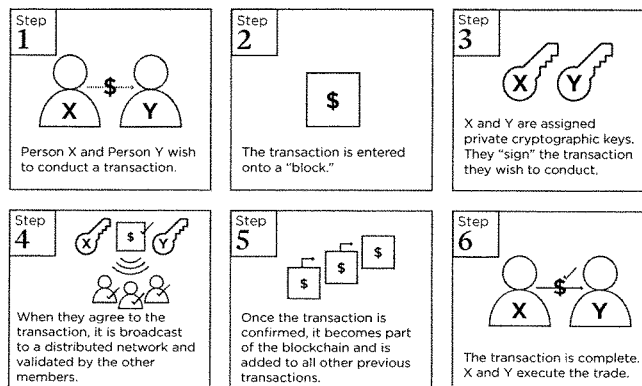 Step
1
$
X
Y
Person X and Person Y wish
to conduct a transaction.
Step
2
$
The transaction is entered
onto a “block.”
Step
3
X
Y
X and Y are assigned
private cryptographic keys.
They “sign” the transaction
they wish to conduct.
Step
4
X
$
Y
When they agree to the
transaction, it is broadcast
to a distributed network and
validated by the other
members.
Step
5
$
$
$
Once the transaction is
confirmed, it becomes part
of the blockchain and is
added to all other previous
transactions.
Step
6
$
X
Y
The transaction is complete.
X and Y execute the trade.